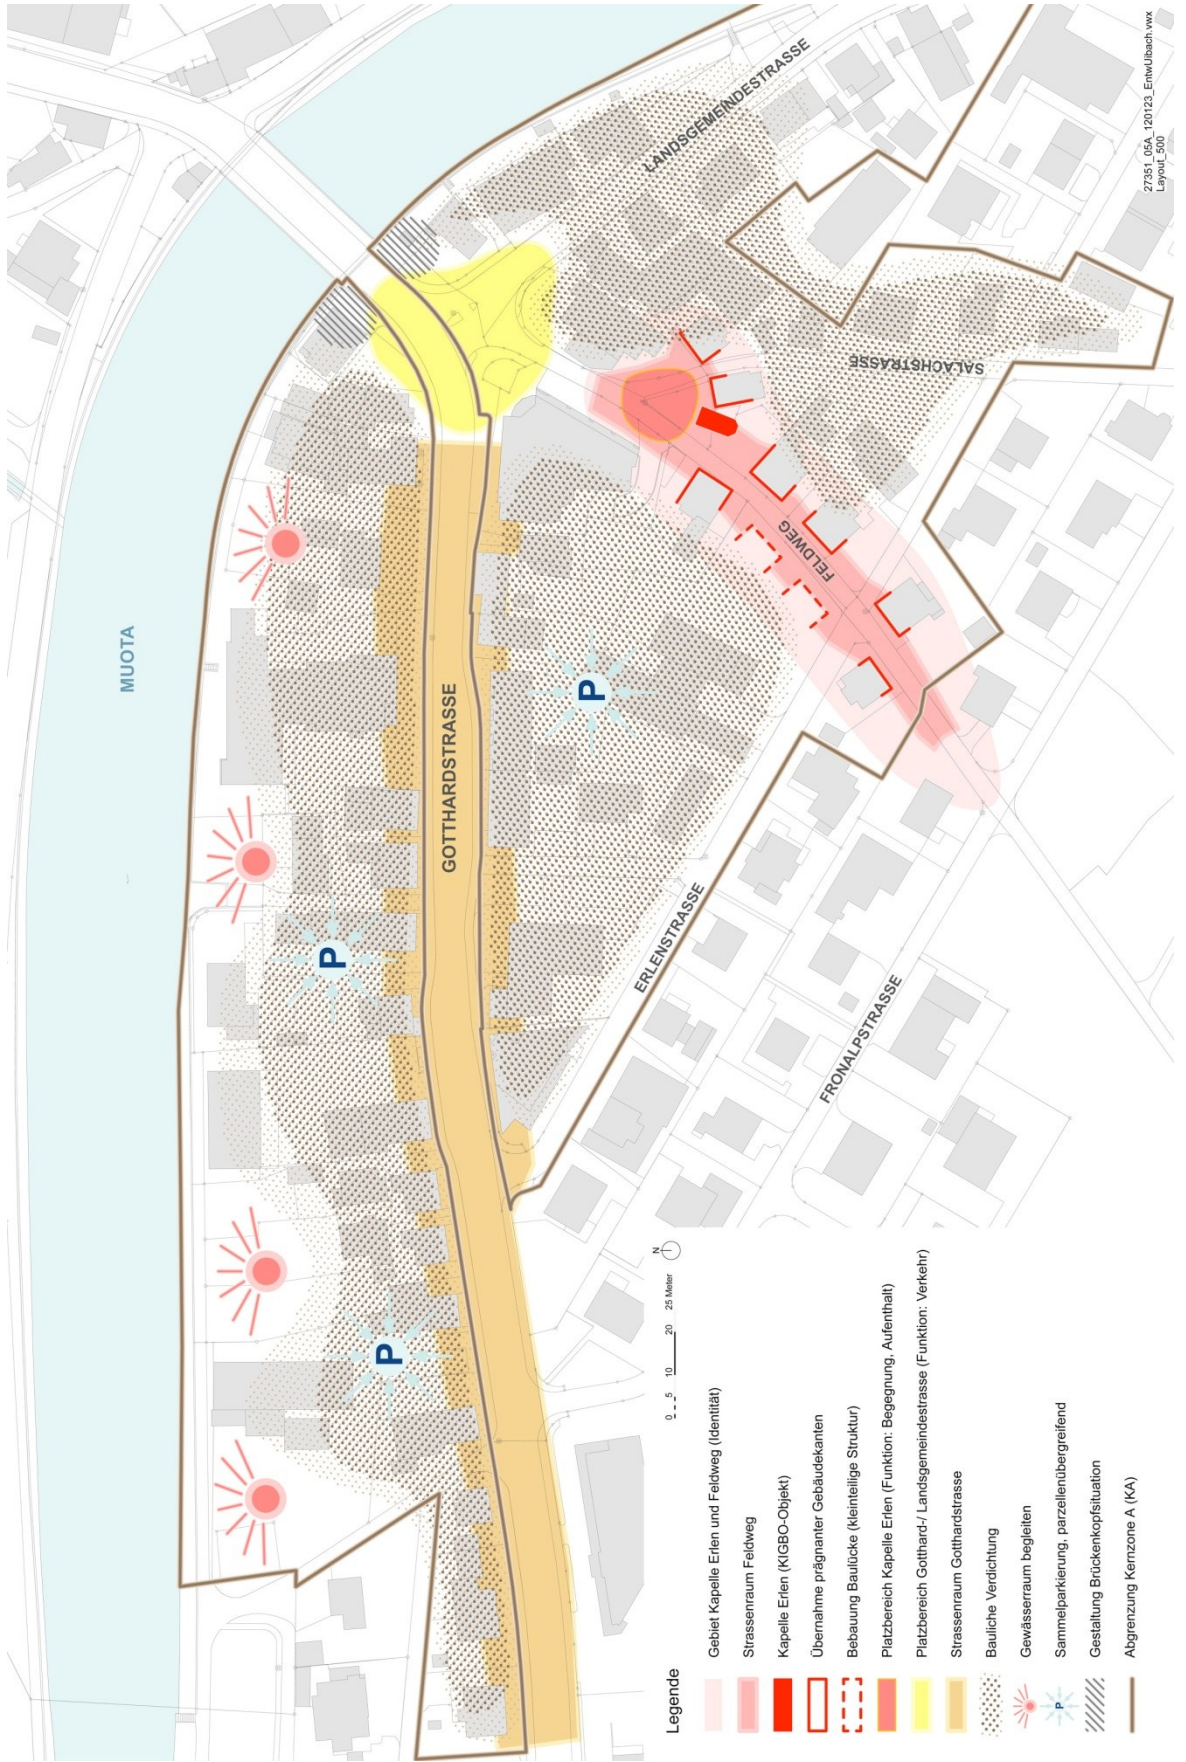 MUOTA
GOTTHARDSTRASSE
LANDSGEMEINDESTRASSE
SALACHSTRASSE
FELDWEG
ERLENSTRASSE
FRONALPSTRASSE
P
P
P
Legende
0 5 10 20 25 Meter
N
Gebiet Kapelle Erlen und Feldweg (Identität)
Strassenraum Feldweg
Kapelle Erlen (KIGBO-Objekt)
Übernahme prägnanter Gebäudekanten
Bebauung Baulücke (kleinteilige Struktur)
Platzbereich Kapelle Erlen (Funktion: Begegnung, Aufenthalt)
Platzbereich Gotthard-/ Landsgemeindestrasse (Funktion: Verkehr)
Strassenraum Gotthardstrasse
Bauliche Verdichtung
Gewässerraum begleiten
P
Sammelparkierung, parzellenübergreifend
Gestaltung Brückenkopfsituation
Abgrenzung Kernzone A (KA)
27351_05A_120123_EntwUibach.vwx
Layout_500